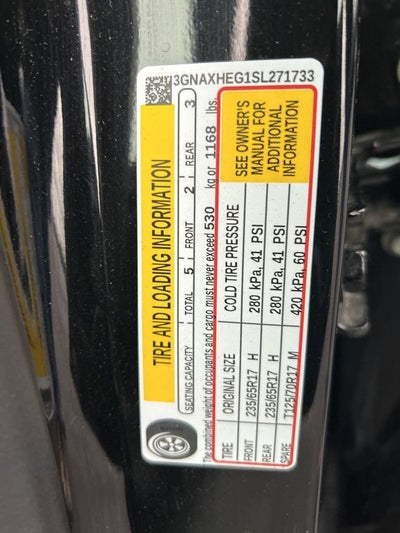 3GNAXHEG1SL271733
TIRE AND LOADING INFORMATION
SEATING CAPACITY TOTAL 5 FRONT 2 REAR 3
The combined weight of occupants and cargo must never exceed 530 kg or 1168 lbs.
TIRE ORIGINAL SIZE COLD TIRE PRESSURE SEE OWNER'S
FRONT 235/65R17 H 280 kPa, 41 PSI MANUAL FOR
REAR 235/65R17 H 280 kPa, 41 PSI ADDITIONAL
SPARE T125/70R17 M 420 kPa, 60 PSI INFORMATION